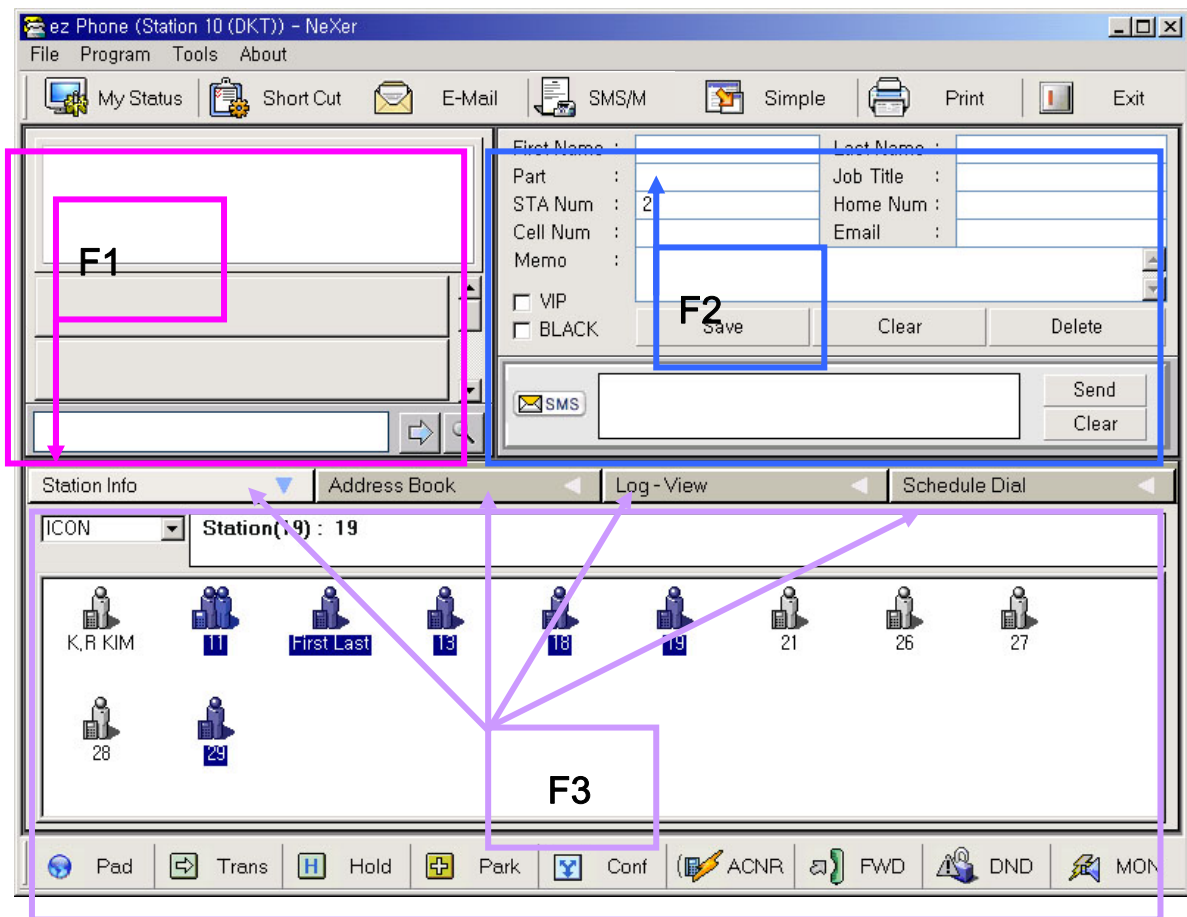 ez Phone (Station 10 (DKT)) - NeXer
File Program Tools About
My Status Short Cut E-Mail SMS/M Simple Print Exit
First Name : Last Name :
Part : Job Title :
STA Num : 2 Home Num :
Cell Num : Email :
Memo :
F1
VIP
F2
BLACK Save Clear Delete
SMS Send
Clear
Station Info Address Book Log-View Schedule Dial
ICON Station(19) : 19
K,R KIM 11 First Last 13 18 19 21 26 27
28 29
F3
Pad Trans H Hold Park Conf ACNR FWD DND MON